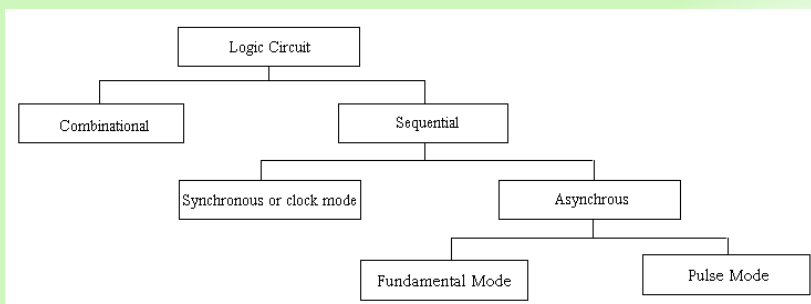 Logic Circuit
Combinational
Sequential
Synchronous or clock mode
Asynchrous
Fundamental Mode
Pulse Mode